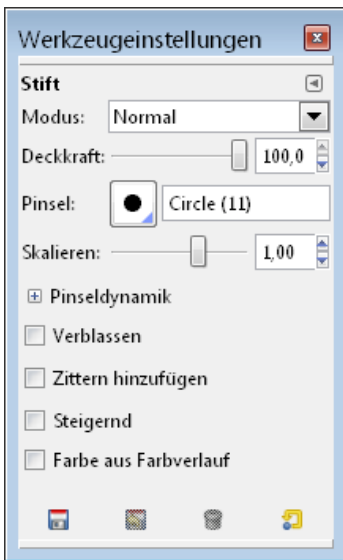 Werkzeugeinstellungen
Stift
Modus: Normal
Deckkraft: 100,0
Pinsel: Circle (11)
Skalieren: 1,00
Pinseldynamik
Verblassen
Zittern hinzufügen
Steigernd
Farbe aus Farbverlauf